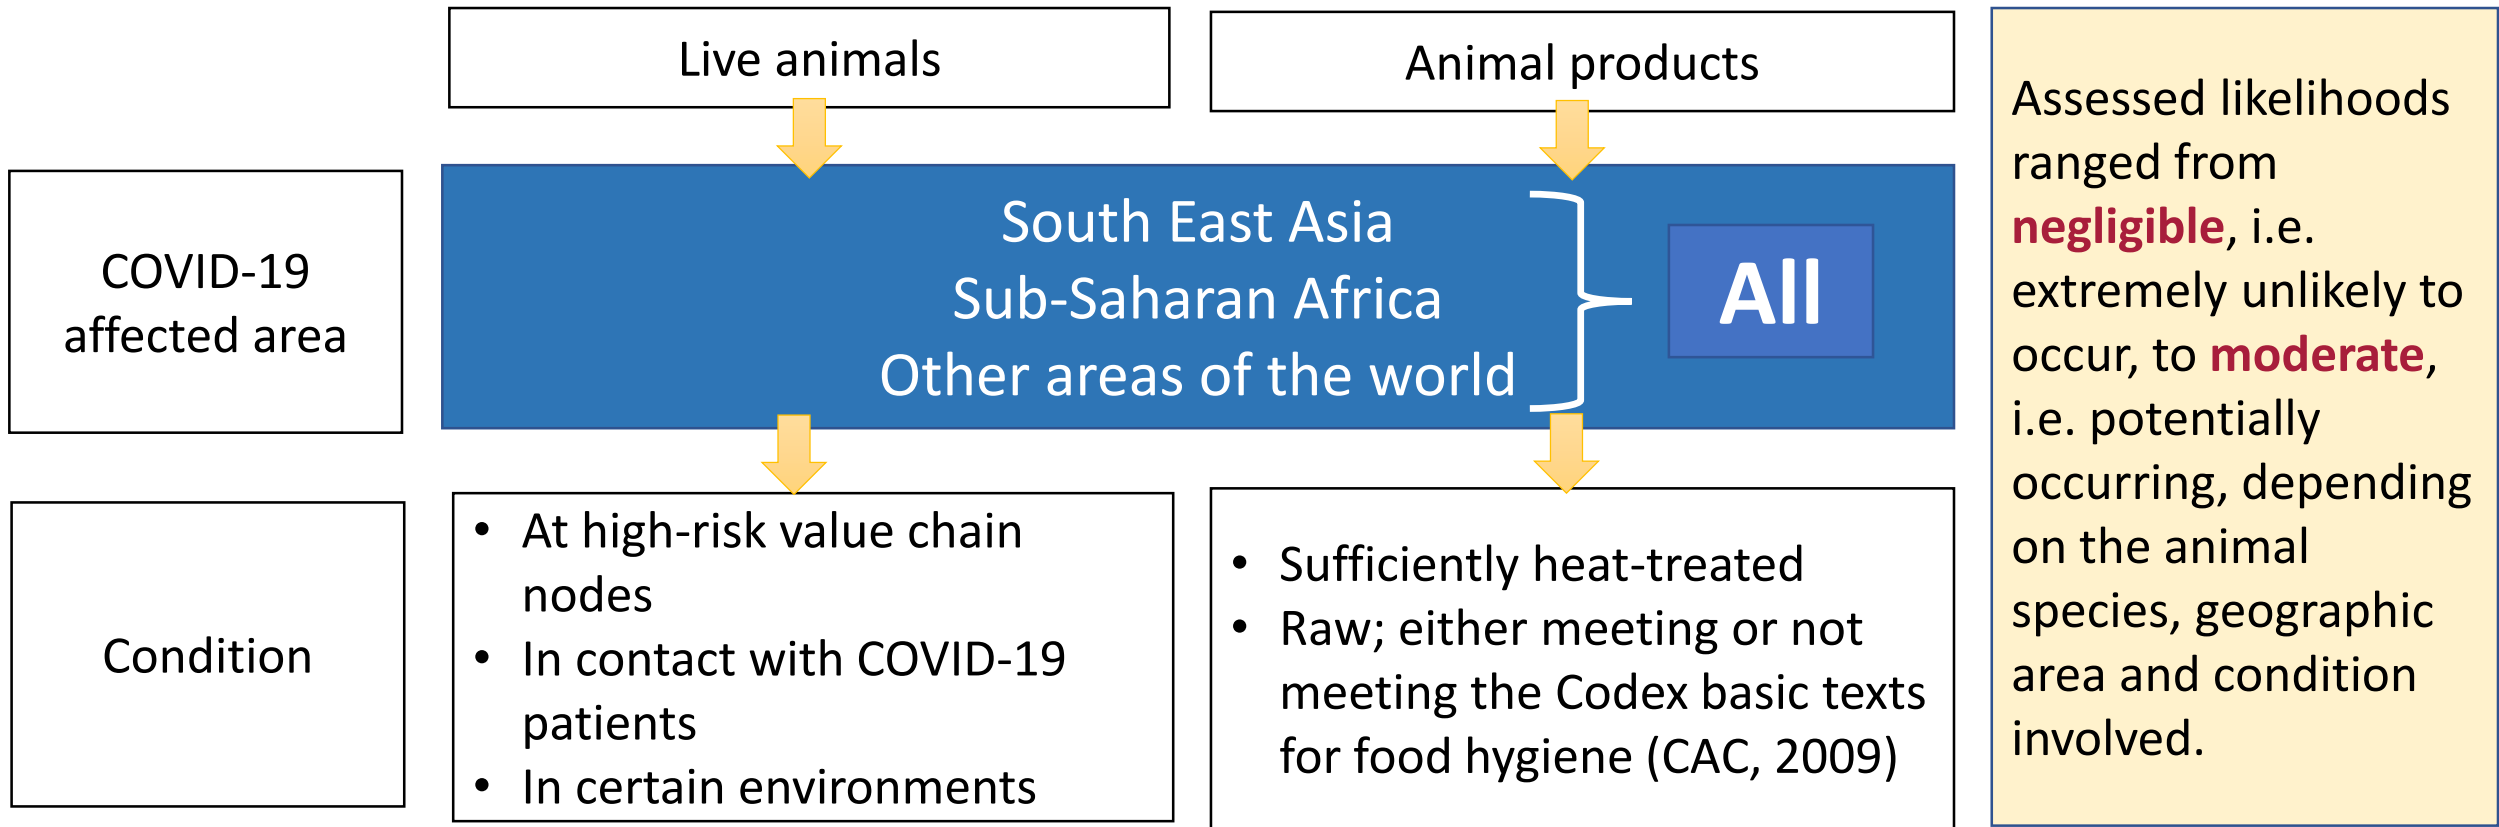 Live animals
Animal products
COVID-19
affected area
South East Asia
Sub-Saharan Africa
Other areas of the world
All
Condition
• At high-risk value chain
nodes
• In contact with COVID-19
patients
• In certain environments
• Sufficiently heat-treated
• Raw; either meeting or not
meeting the Codex basic texts
for food hygiene (CAC, 2009)
Assessed likelihoods
ranged from
negligible, i.e.
extremely unlikely to
occur, to moderate,
i.e. potentially
occurring, depending
on the animal
species, geographic
area and condition
involved.